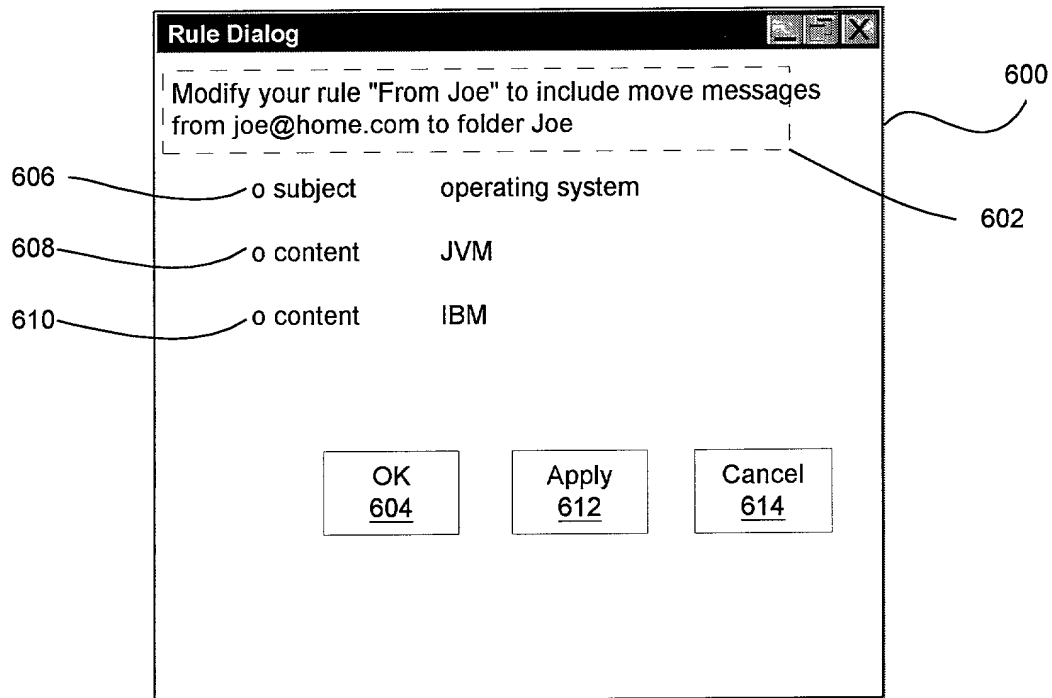 Rule Dialog
600
Modify your rule "From Joe" to include move messages
from joe@home.com to folder Joe
602
606 o subject operating system
608 o content JVM
610 o content IBM
OK Apply Cancel
604 612 614